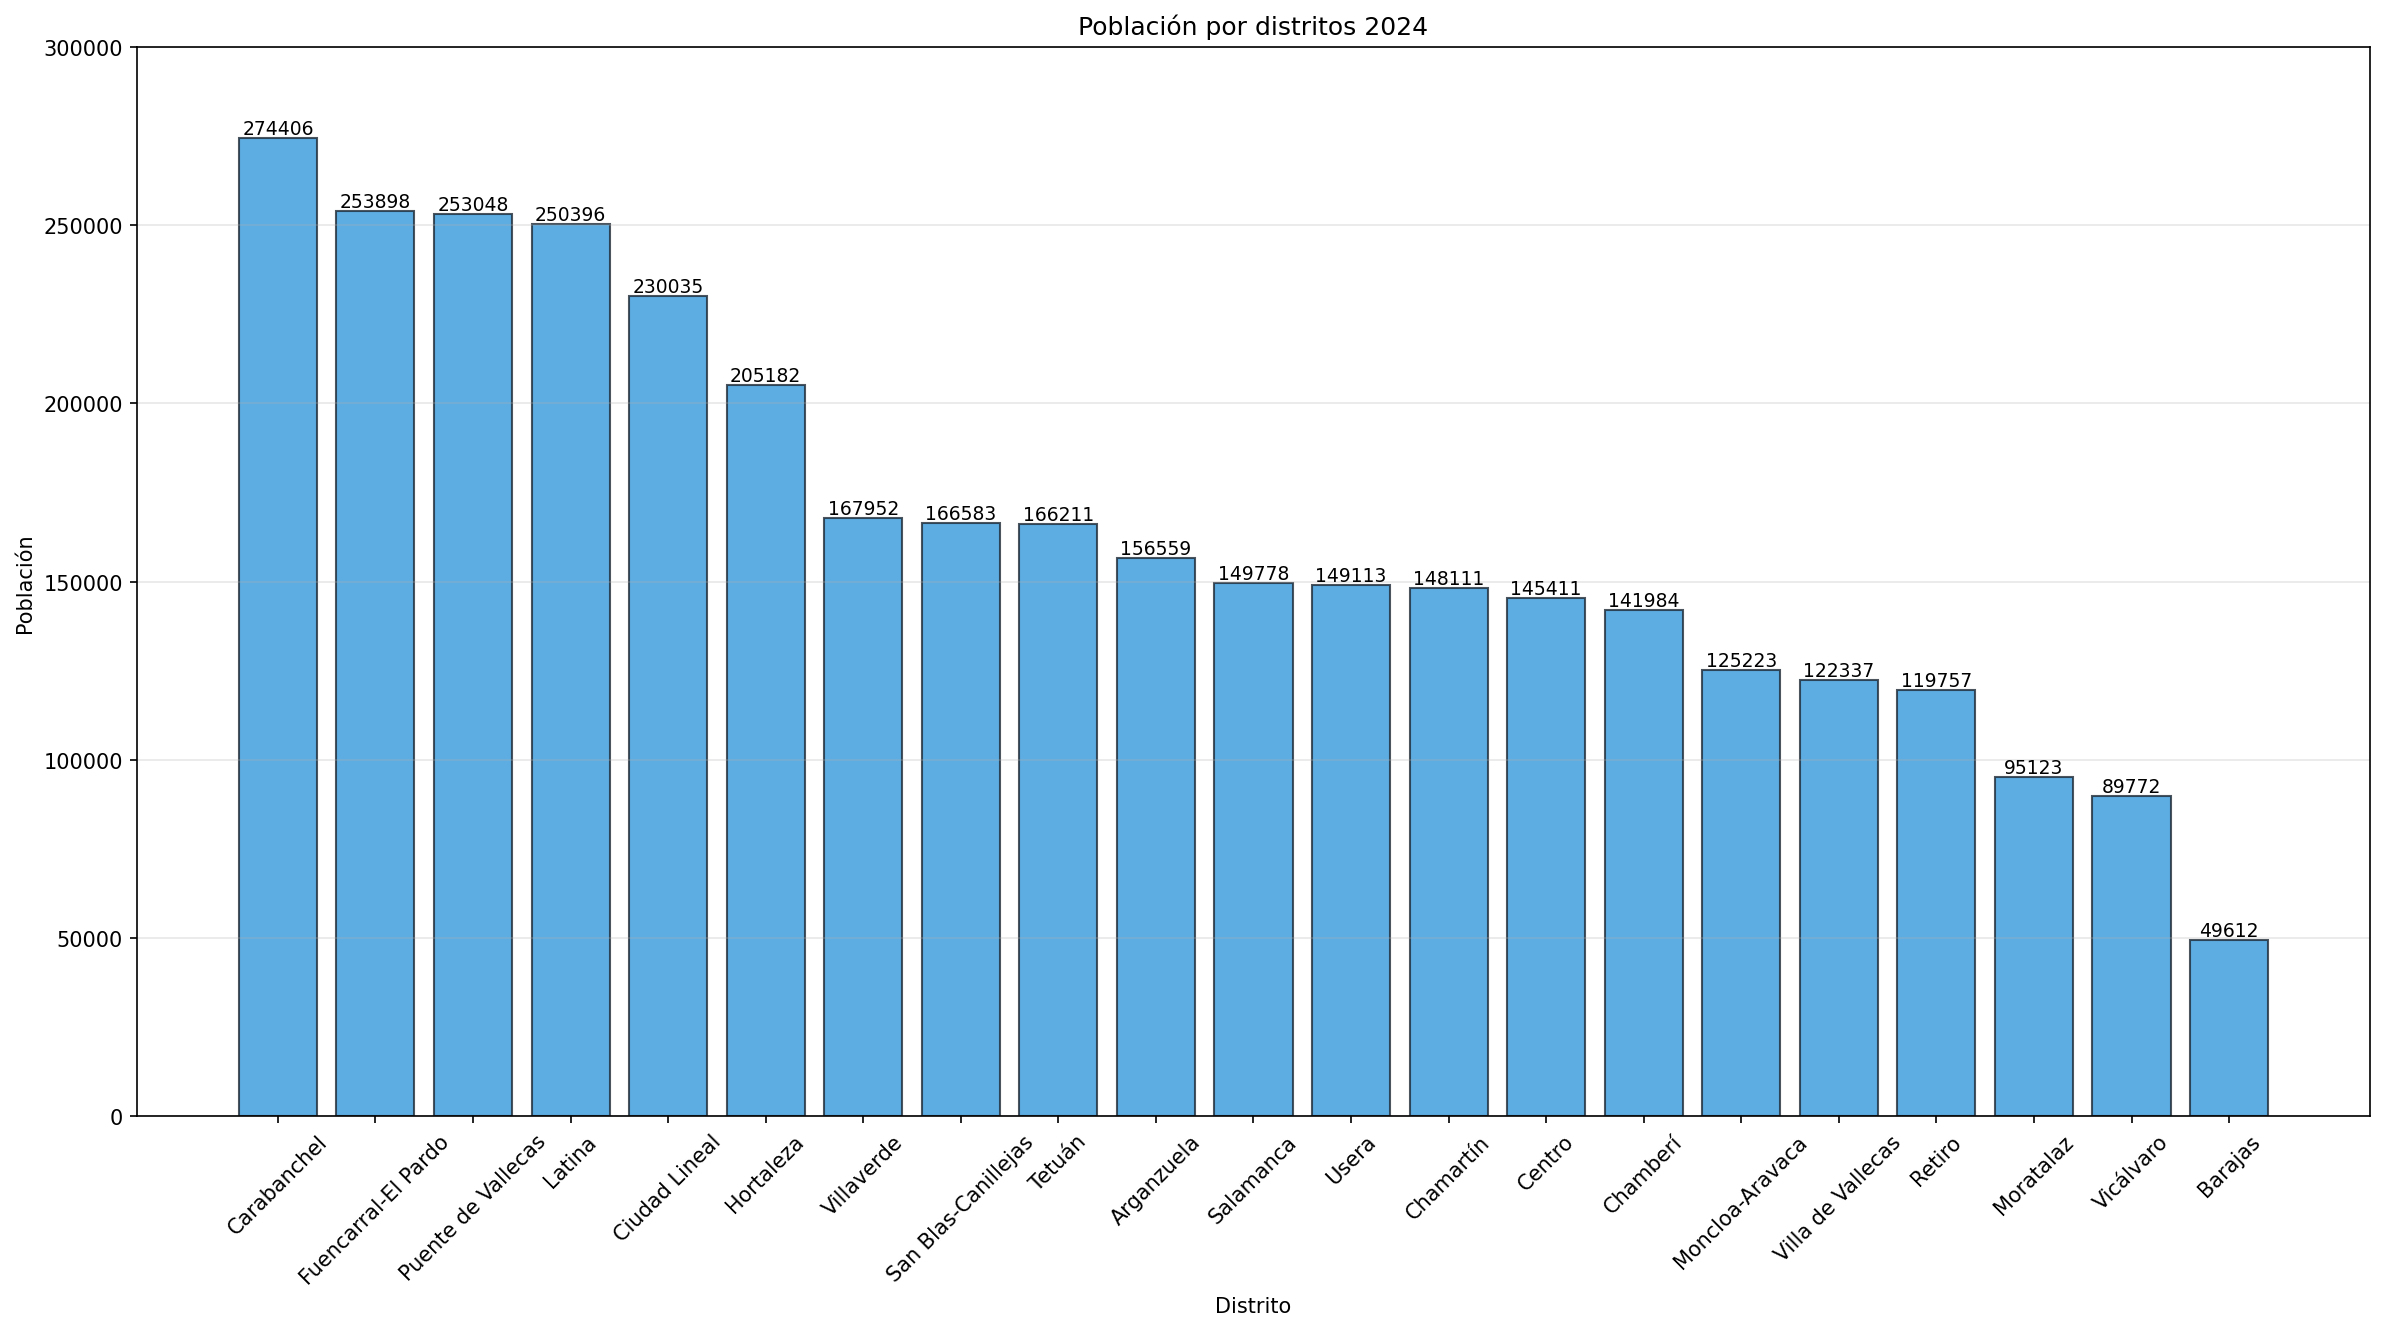 Población por distritos 2024
Población
300000
250000
200000
150000
100000
50000
0
274406
253898
253048
250396
230035
205182
167952
166583
166211
156559
149778
149113
148111
145411
141984
125223
122337
119757
95123
89772
49612
Carabanchel
Fuencarral-El Pardo
Puente de Vallecas
Latina
Ciudad Lineal
Hortaleza
Villaverde
San Blas-Canillejas
Tetuán
Arganzuela
Salamanca
Usera
Chamartín
Centro
Chamberí
Moncloa-Aravaca
Villa de Vallecas
Retiro
Moratalaz
Vicálvaro
Barajas
Distrito